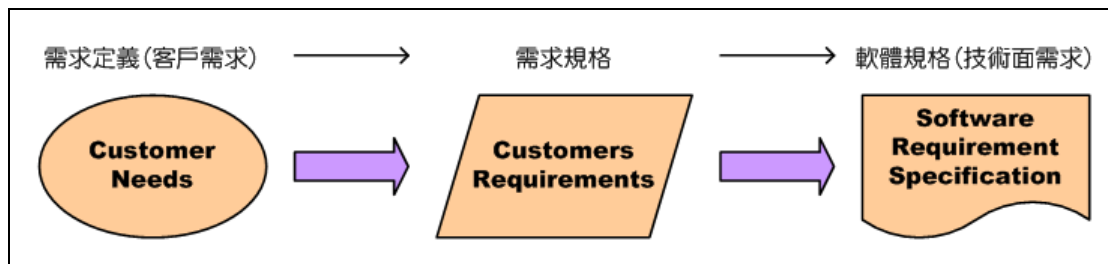 需求定義(客戶需求)
需求規格
軟體規格(技術面需求)
Customer
Needs
Customers
Requirements
Software
Requirement
Specification